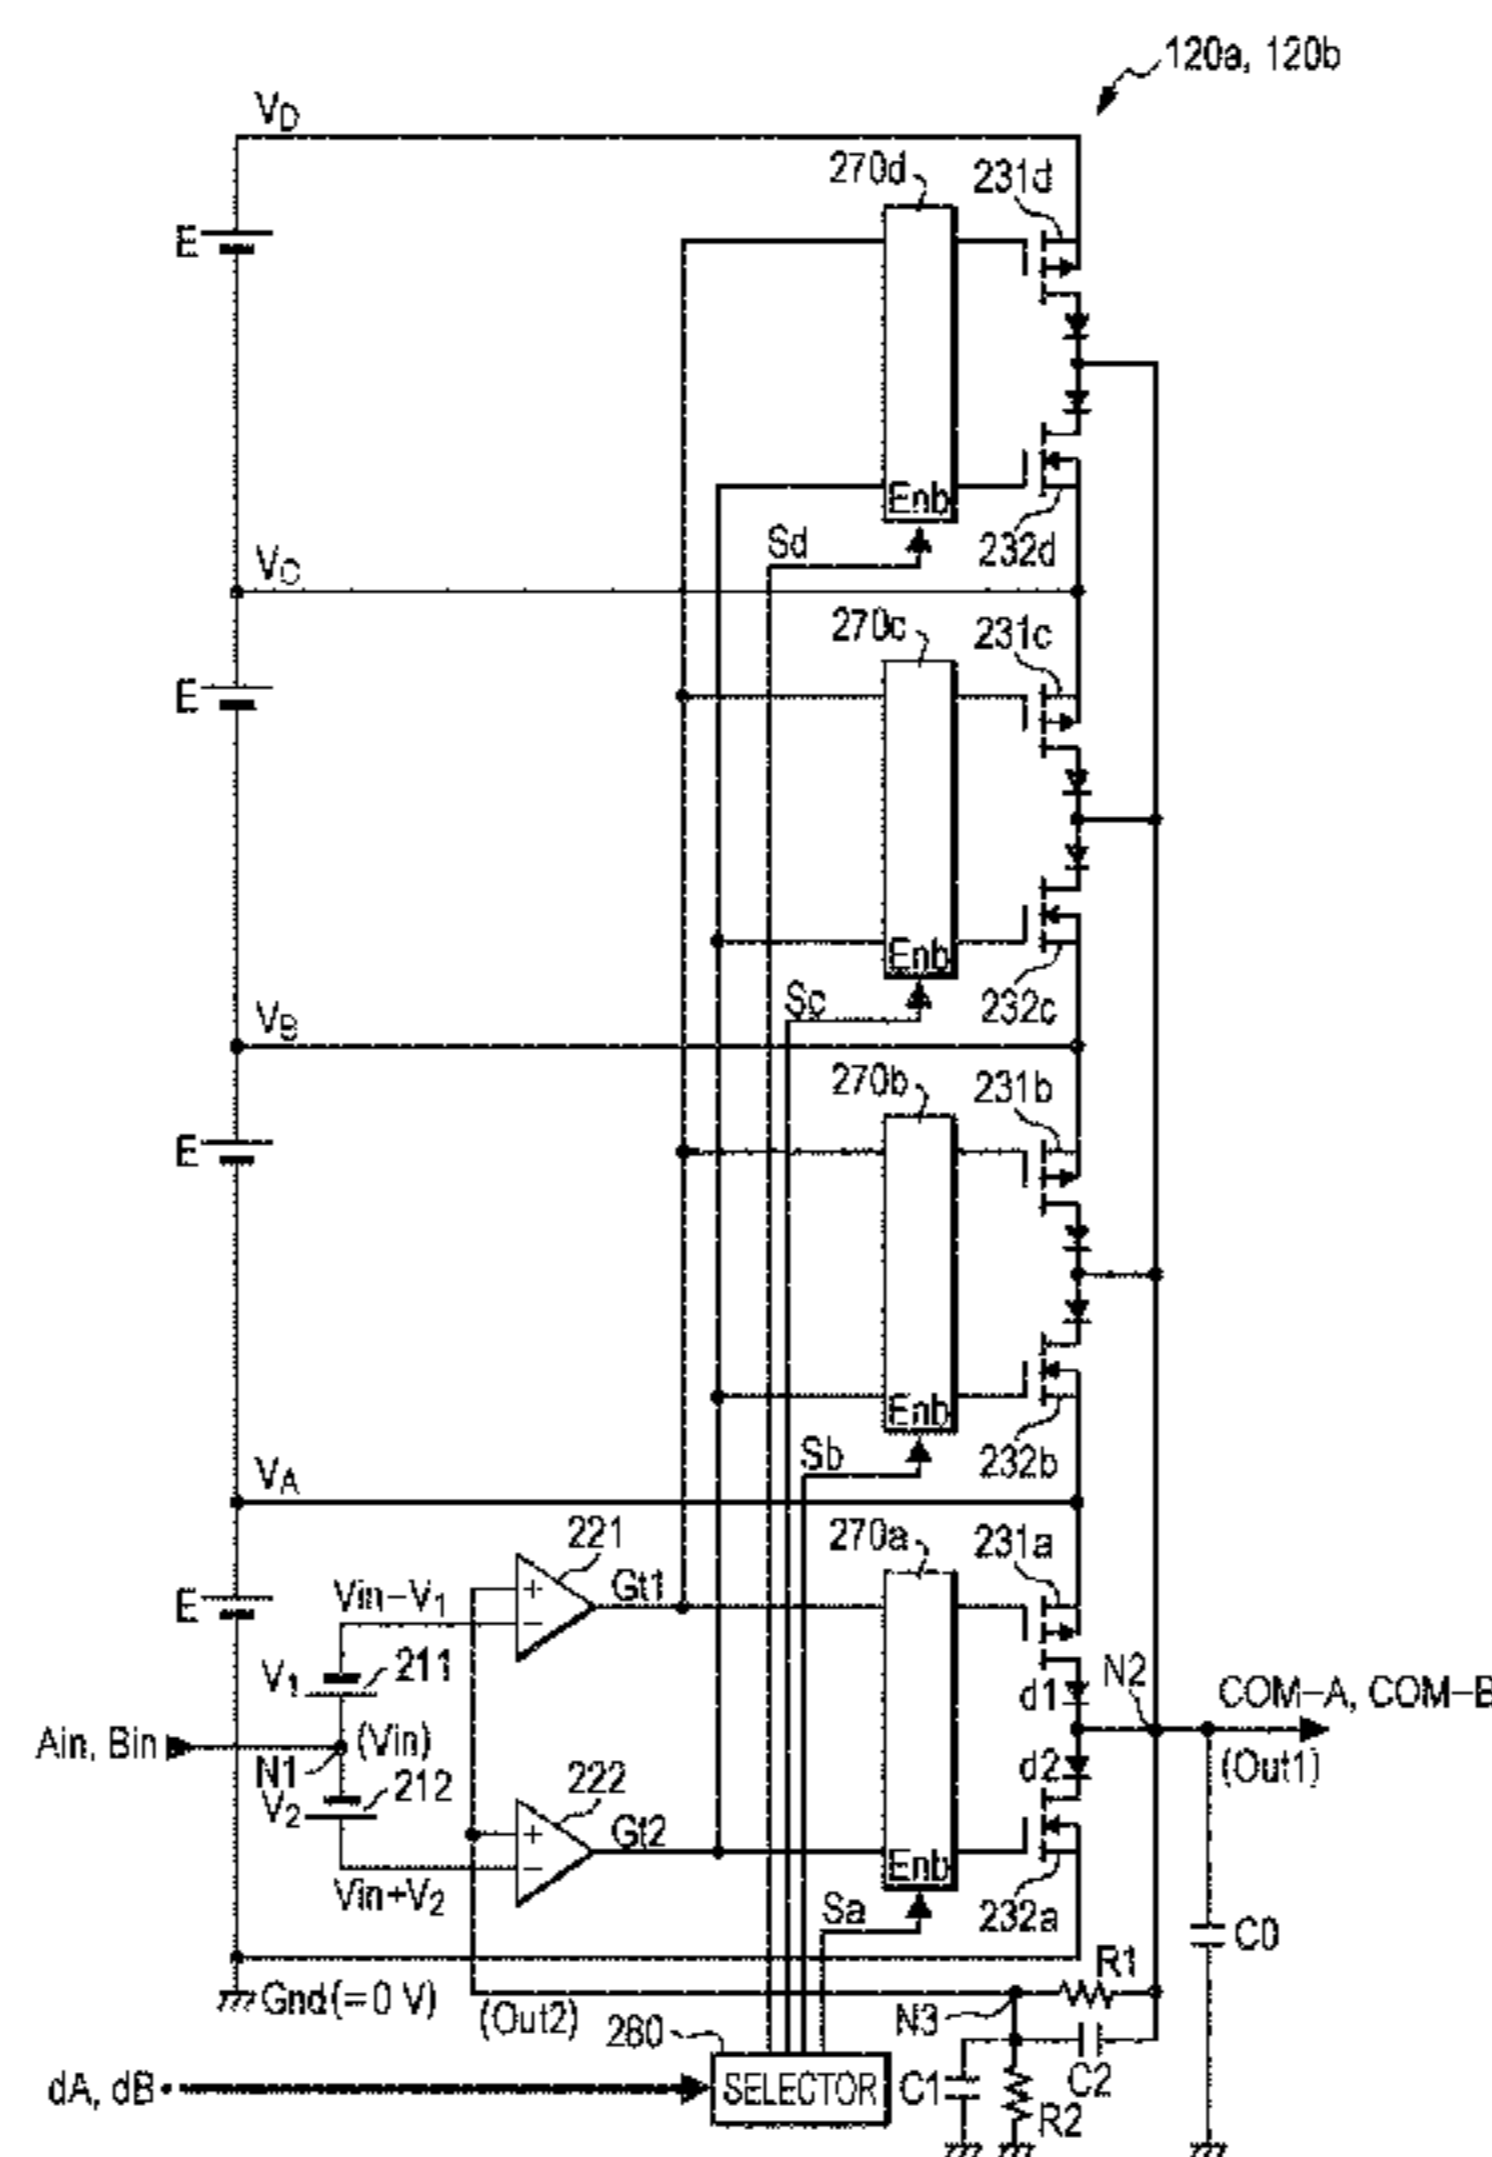 120a, 120b
VD
270d
231d
E
Enb
Sd
232d
VC
270c
231c
E
Enb
Sc
232c
VB
270b
231b
E
Enb
Sb
232b
VA
221
270a
231a
Gt1
E
Vin−V1
+
−
V1
211
d1
N2
COM−A, COM−B
Ain, Bin
(Vin)
N1
d2
(Out1)
V2
212
222
Gt2
+
−
Enb
Vin+V2
Sa
232a
C0
R1
Gnd(=0 V)
(Out2)
N3
260
dA, dB
SELECTOR
C1
C2
R2